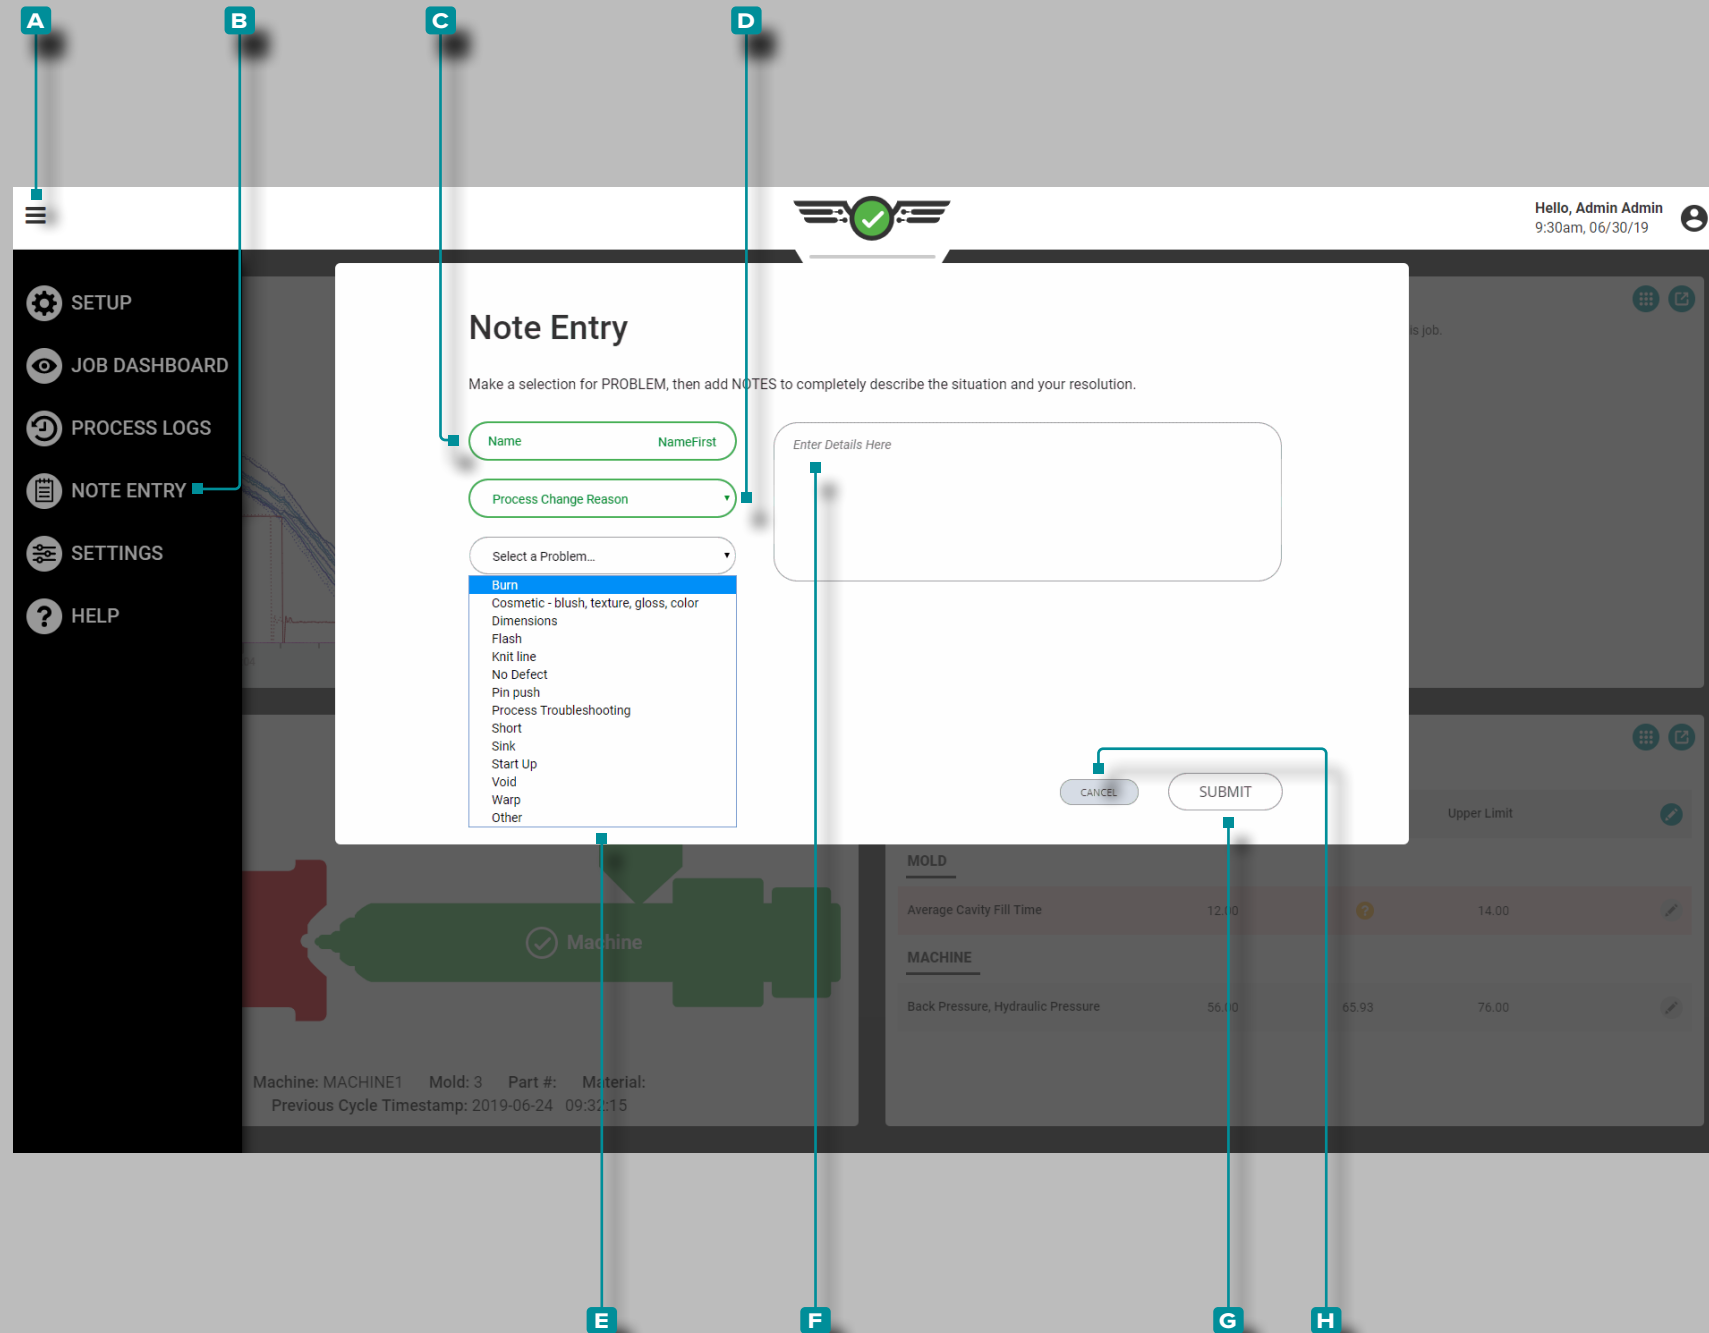 A B C D
Hello, Admin Admin
9:30am, 06/30/19
SETUP
JOB DASHBOARD
PROCESS LOGS
NOTE ENTRY
SETTINGS
HELP
Note Entry
Make a selection for PROBLEM, then add NOTES to completely describe the situation and your resolution.
Name NameFirst
Process Change Reason
Select a Problem...
Burn
Cosmetic - blush, texture, gloss, color
Dimensions
Flash
Knit line
No Defect
Pin push
Process Troubleshooting
Short
Sink
Start Up
Void
Warp
Other
Enter Details Here
CANCEL SUBMIT
is job.
04
Machine
Machine: MACHINE1 Mold: 3 Part #: Material:
Previous Cycle Timestamp: 2019-06-24 09:32:15
Upper Limit
MOLD
Average Cavity Fill Time 12.00 ? 14.00
MACHINE
Back Pressure, Hydraulic Pressure 56.00 65.93 76.00
E F G H